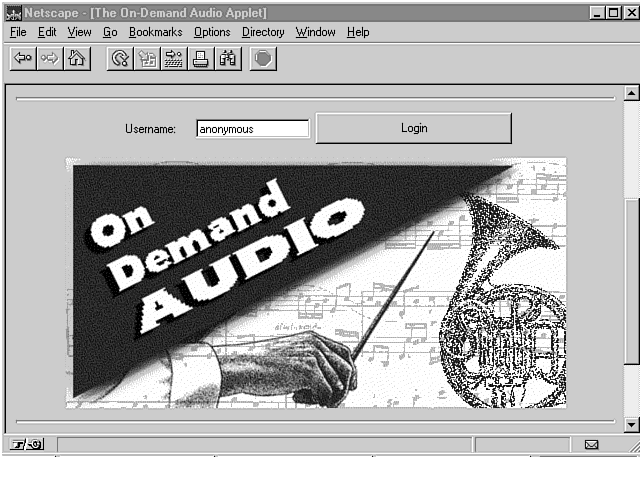 Netscape - [The On-Demand Audio Applet]
File Edit View Go Bookmarks Options Directory Window Help
Username: anonymous Login
On
Demand
AUDIO